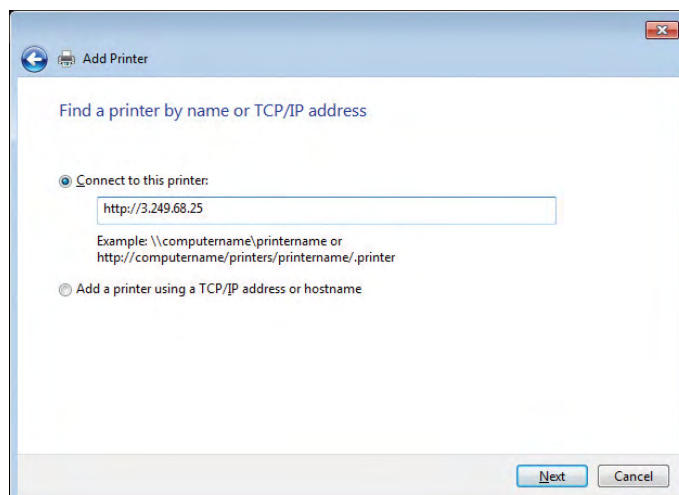 Add Printer
Find a printer by name or TCP/IP address
Connect to this printer:
http://3.249.68.25
Example: \\computername\printername or
http://computername/printers/printername/.printer
Add a printer using a TCP/IP address or hostname
Next Cancel